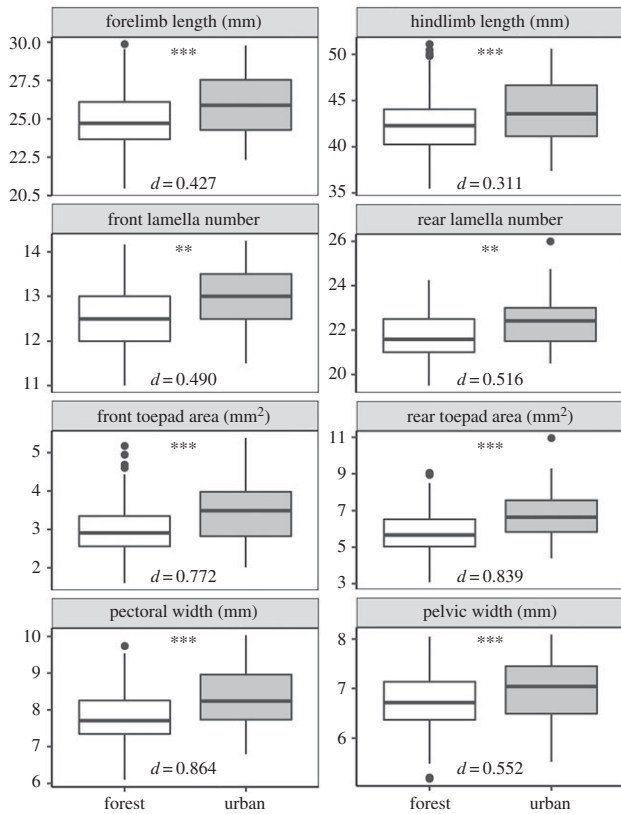 forelimb length (mm)
30.0
27.5
25.0
22.5
20.5
***
d = 0.427
hindlimb length (mm)
50
45
40
35
***
d = 0.311
front lamella number
14
13
12
11
**
d = 0.490
rear lamella number
26
24
22
20
**
d = 0.516
front toepad area (mm²)
5
4
3
2
***
d = 0.772
rear toepad area (mm²)
11
9
7
5
3
***
d = 0.839
pectoral width (mm)
10
9
8
7
6
***
d = 0.864
forest
urban
pelvic width (mm)
8
7
6
***
d = 0.552
forest
urban